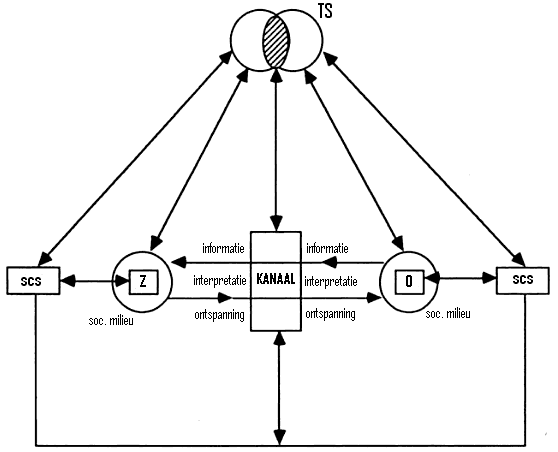 TS
informatie
informatie
scs
Z
interpretatie
KANAAL
interpretatie
O
scs
ontspanning
ontspanning
soc. milieu
soc. milieu